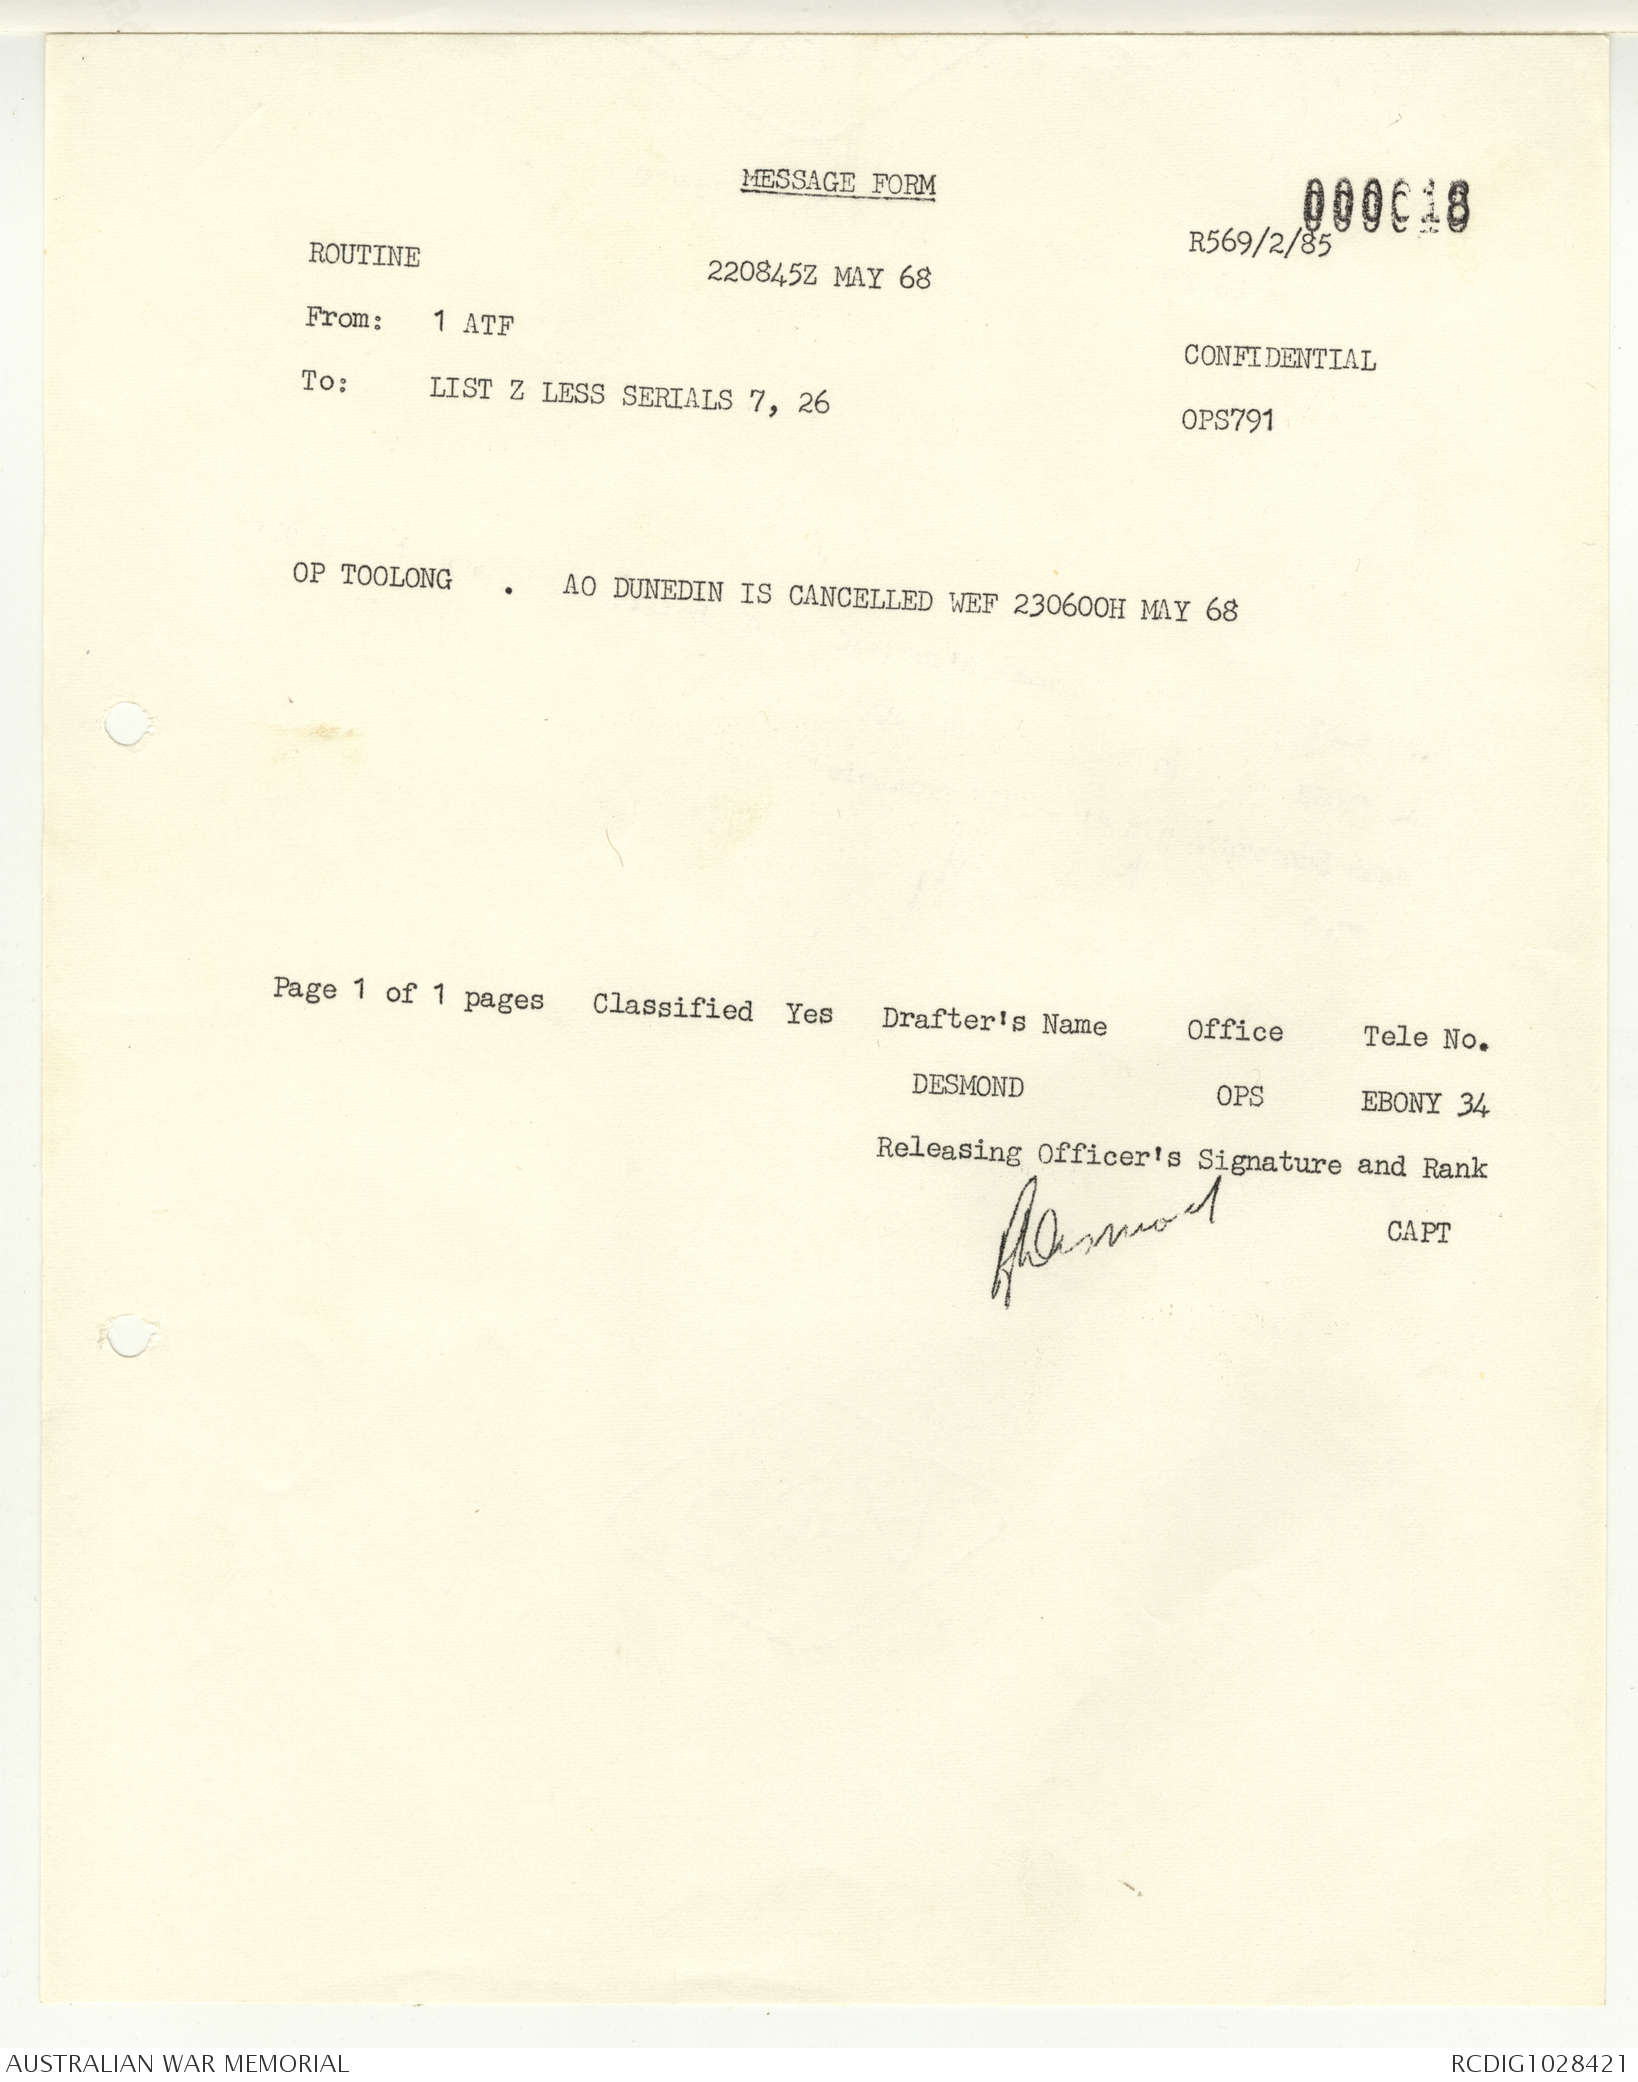 MESSAGE FORM
R569/2/85
ROUTINE
220845Z MAY 68
From: 1 ATF
CONFIDENTIAL
To: LIST Z LESS SERIALS 7, 26
OPS791
OP TOOLONG . AO DUNEDIN IS CANCELLED WEF 230600H MAY 68
Page 1 of 1 pages Classified Yes Drafter's Name Office Tele No.
DESMOND OPS EBONY 34
Releasing Officer's Signature and Rank
Desmond CAPT
AUSTRALIAN WAR MEMORIAL RCDIG1028421